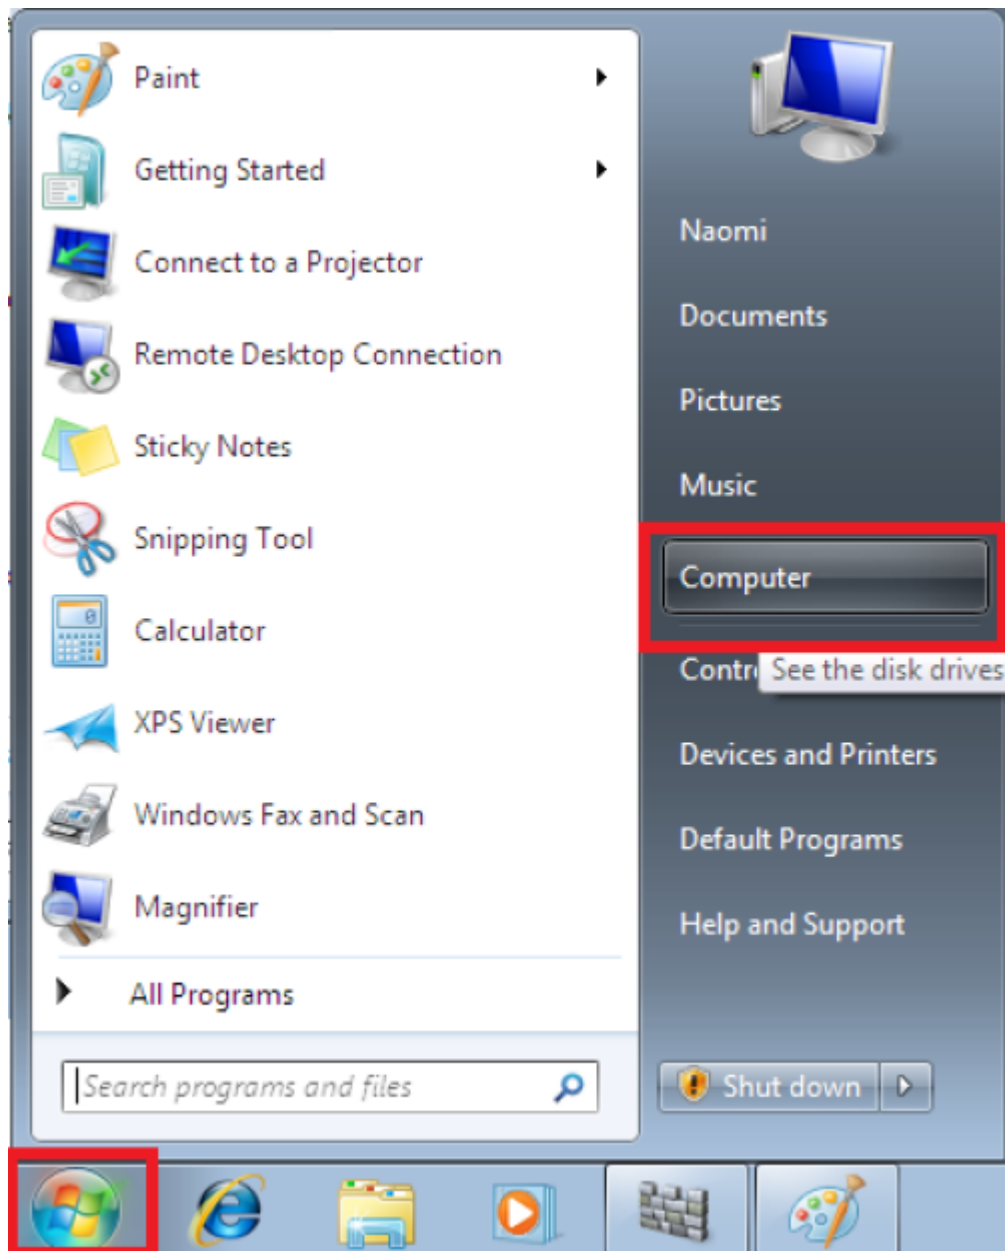 Paint
Getting Started
Connect to a Projector
Remote Desktop Connection
Sticky Notes
Snipping Tool
Calculator
XPS Viewer
Windows Fax and Scan
Magnifier
All Programs
Search programs and files
Naomi
Documents
Pictures
Music
Computer
Contr
See the disk drives
Devices and Printers
Default Programs
Help and Support
Shut down